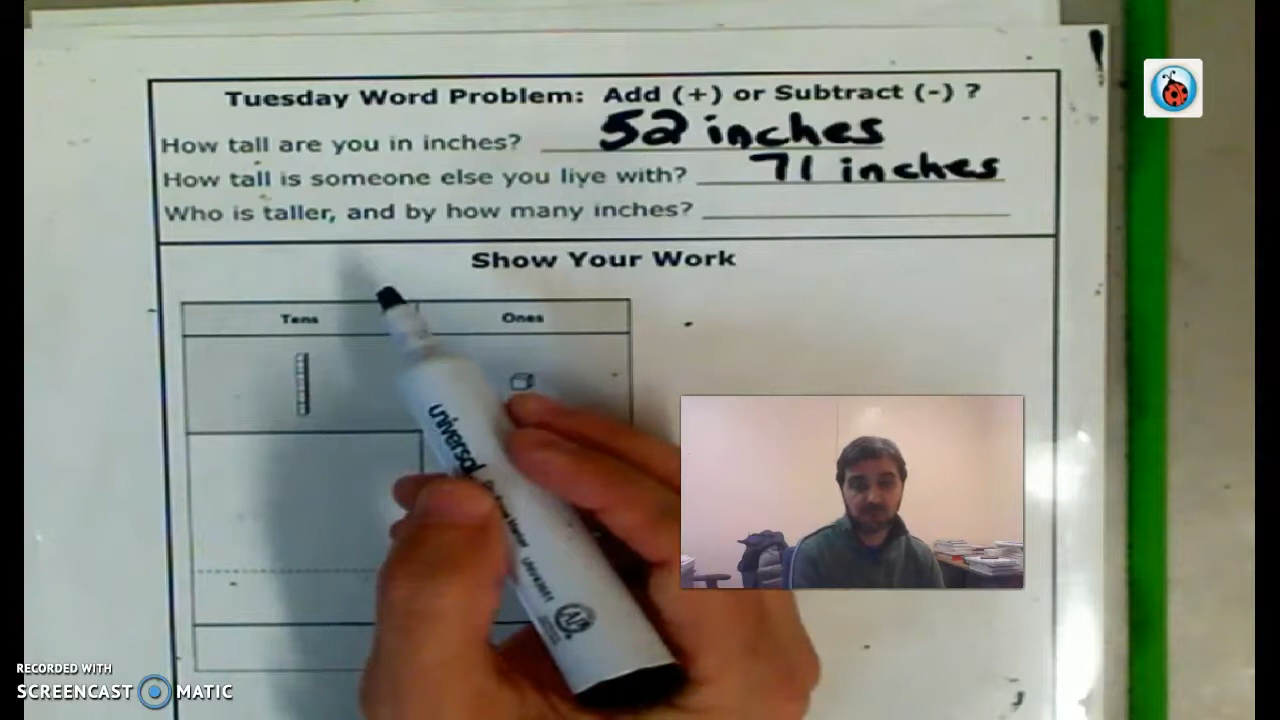 Tuesday Word Problem: Add (+) or Subtract (-) ?
How tall are you in inches? 52 inches
How tall is someone else you live with? 71 inches
Who is taller, and by how many inches?
Show Your Work
Tens Ones
universal
UNIVERSAL
AP
RECORDED WITH
SCREENCAST MATIC